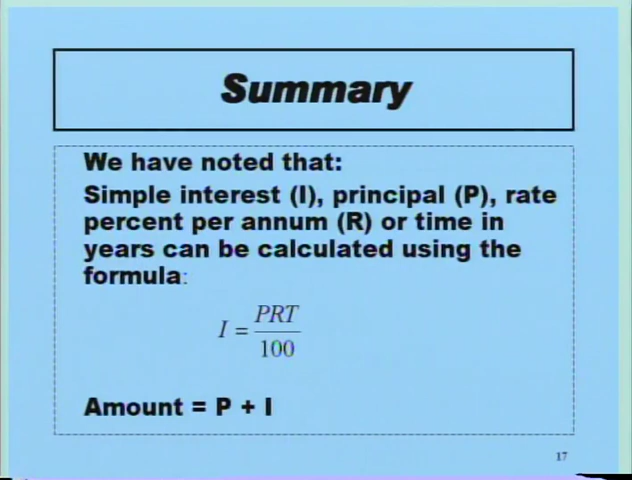 Summary
We have noted that:
Simple interest (I), principal (P), rate
percent per annum (R) or time in
years can be calculated using the
formula:
I = PRT / 100
Amount = P + I
17